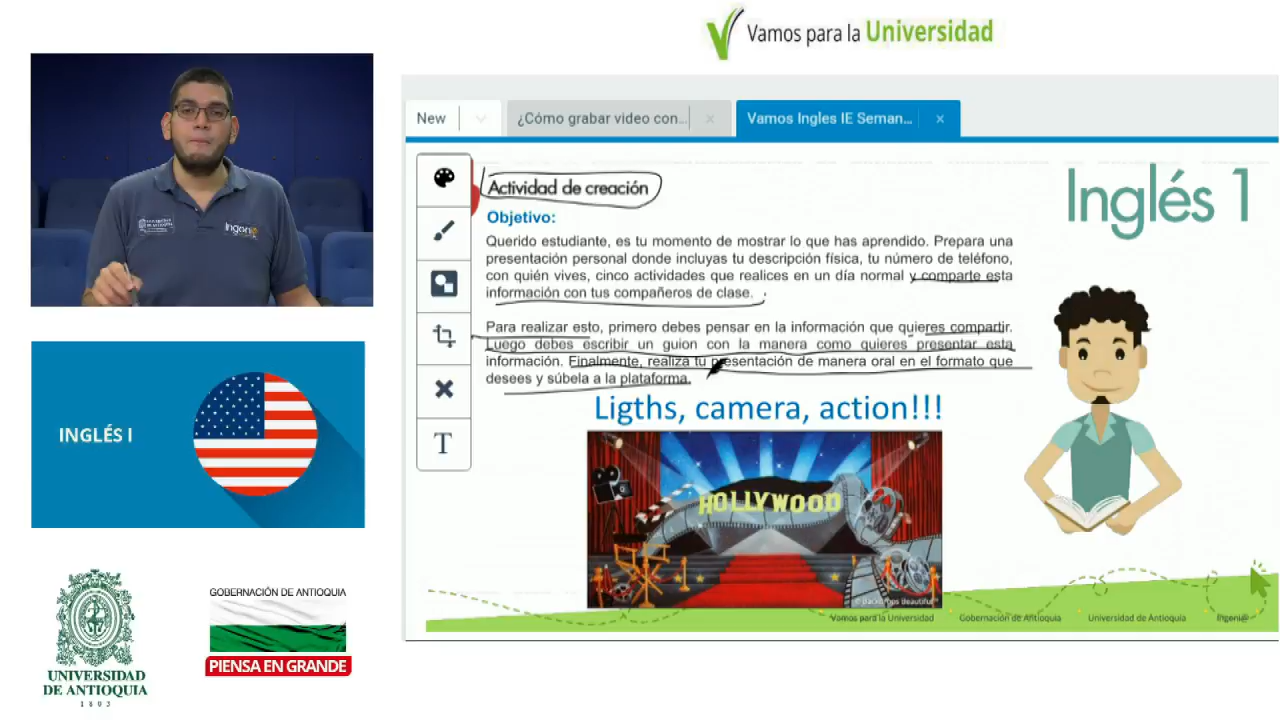 Vamos para la Universidad
New
¿Cómo grabar video con...
Vamos Ingles IE Seman...
Actividad de creación
Inglés 1
Objetivo:
Querido estudiante, es tu momento de mostrar lo que has aprendido. Prepara una
presentación personal donde incluyas tu descripción física, tu número de teléfono,
con quién vives, cinco actividades que realices en un día normal y comparte esta
información con tus compañeros de clase.
Para realizar esto, primero debes pensar en la información que quieres compartir.
Luego debes escribir un guion con la manera como quieres presentar esta
información. Finalmente, realiza tu presentación de manera oral en el formato que
desees y súbela a la plataforma.
T
Ligths, camera, action!!!
HOLLYWOOD
Vamos para la Universidad
Gobernación de Antioquia
Universidad de Antioquia
Ingeni@
Ingeni@
INGLÉS I
UNIVERSIDAD
DE ANTIOQUIA
1803
GOBERNACIÓN DE ANTIOQUIA
PIENSA EN GRANDE